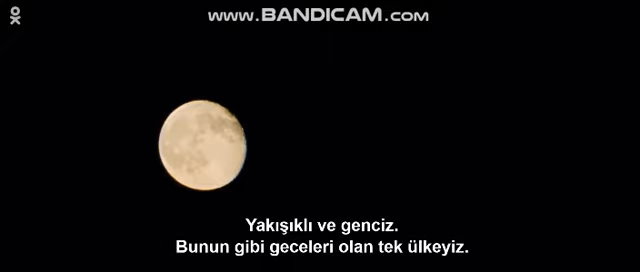 www.BANDICAM.com
Yakışıklı ve genciz.
Bunun gibi geceleri olan tek ülkeyiz.